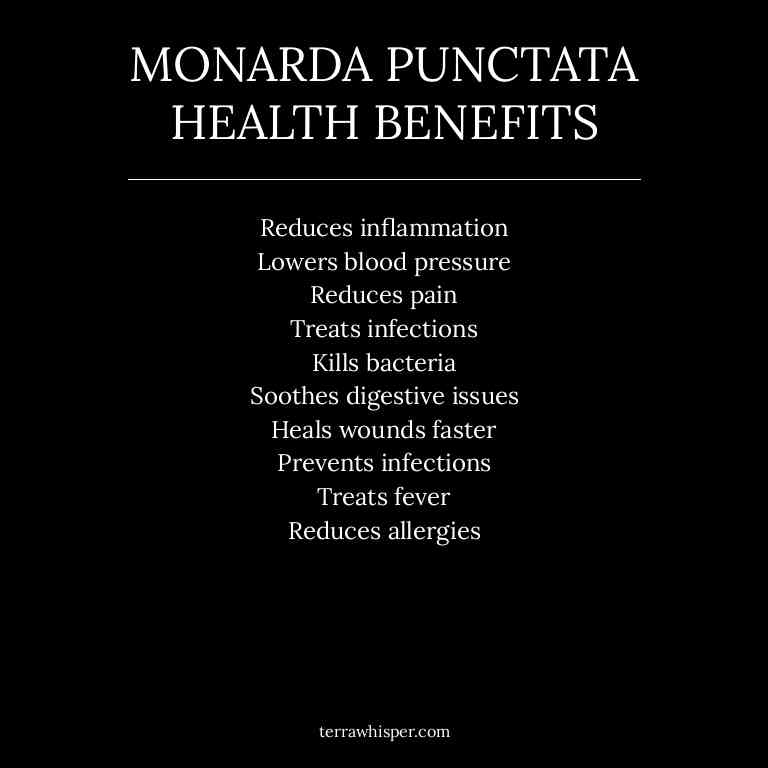 MONARDA PUNCTATA
HEALTH BENEFITS
Reduces inflammation
Lowers blood pressure
Reduces pain
Treats infections
Kills bacteria
Soothes digestive issues
Heals wounds faster
Prevents infections
Treats fever
Reduces allergies
terrawhisper.com